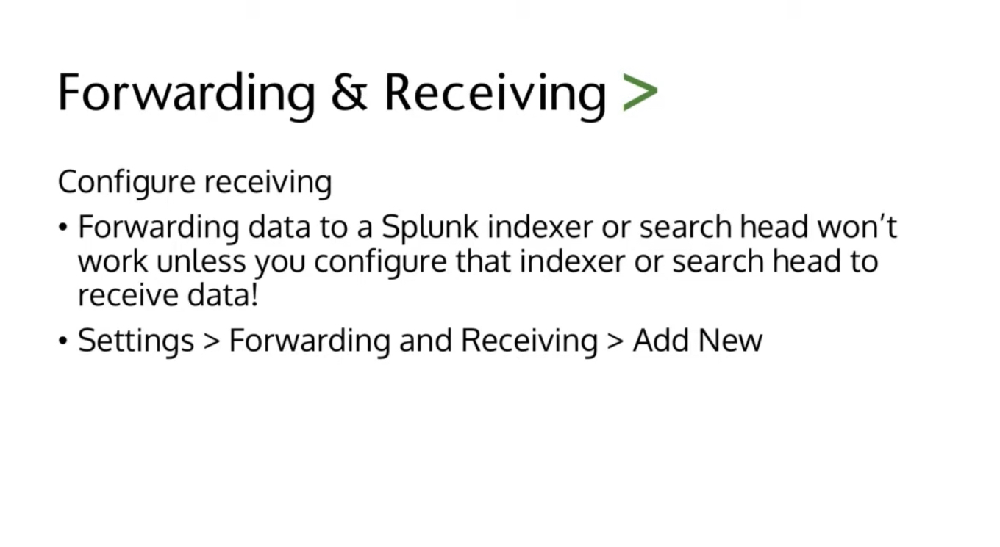 Forwarding & Receiving >
Configure receiving
• Forwarding data to a Splunk indexer or search head won’t
work unless you configure that indexer or search head to
receive data!
• Settings > Forwarding and Receiving > Add New